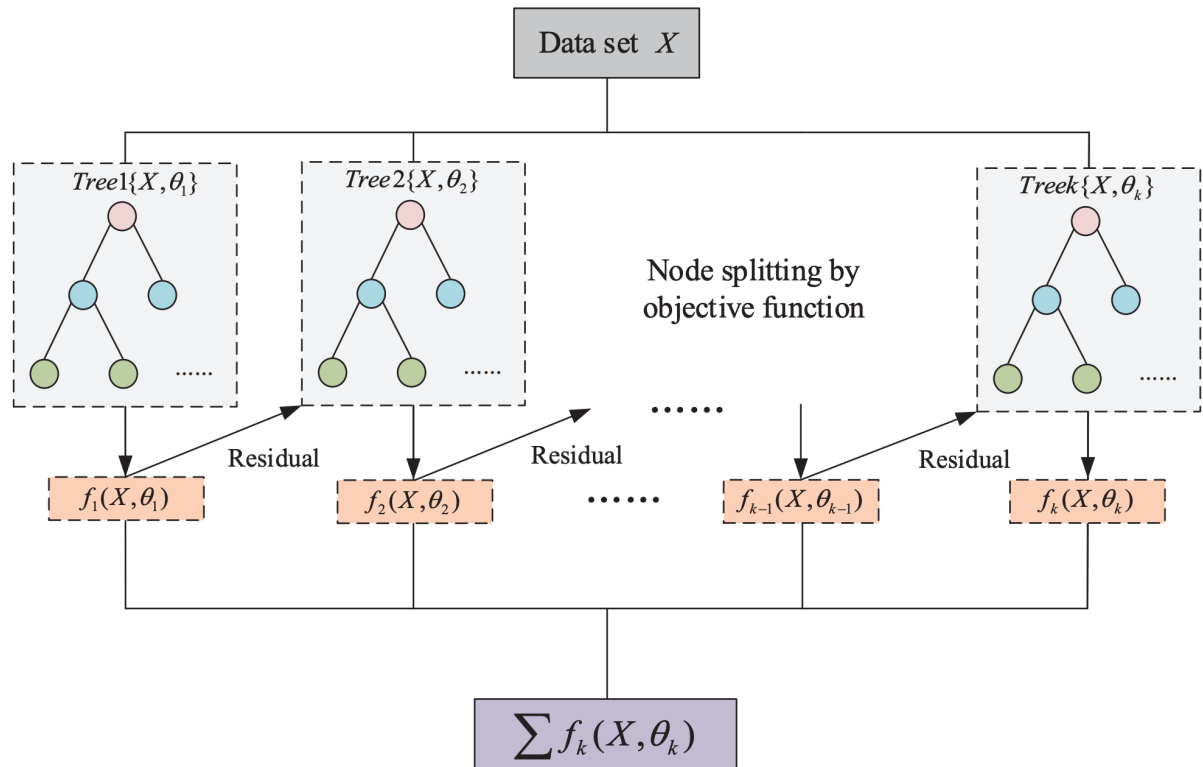 Data set X
Tree1{X,θ₁}
Tree2{X,θ₂}
Treek{X,θₖ}
Node splitting by
objective function
......
......
......
......
Residual
Residual
Residual
f₁(X,θ₁)
f₂(X,θ₂)
......
fₖ₋₁(X,θₖ₋₁)
fₖ(X,θₖ)
∑ fₖ(X,θₖ)